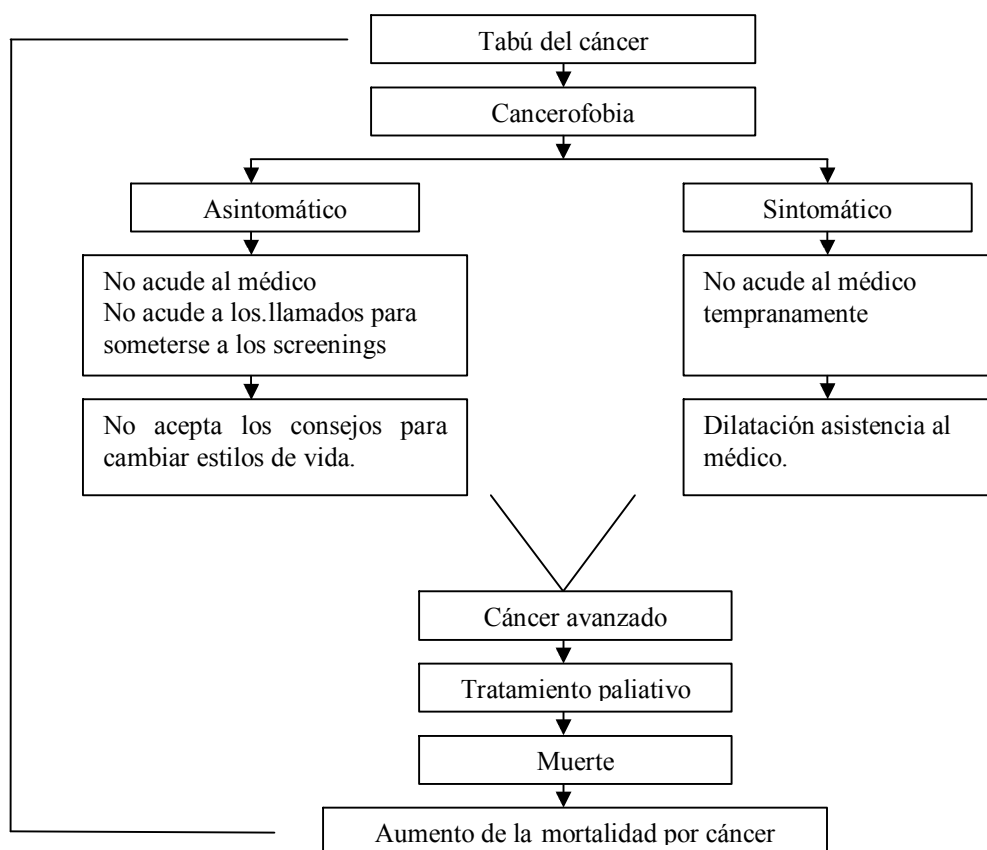 Tabú del cáncer
Cancerofobia
Asintomático
Sintomático
No acude al médico
No acude a los.llamados para
someterse a los screenings
No acude al médico
tempranamente
No acepta los consejos para
cambiar estilos de vida.
Dilatación asistencia al
médico.
Cáncer avanzado
Tratamiento paliativo
Muerte
Aumento de la mortalidad por cáncer